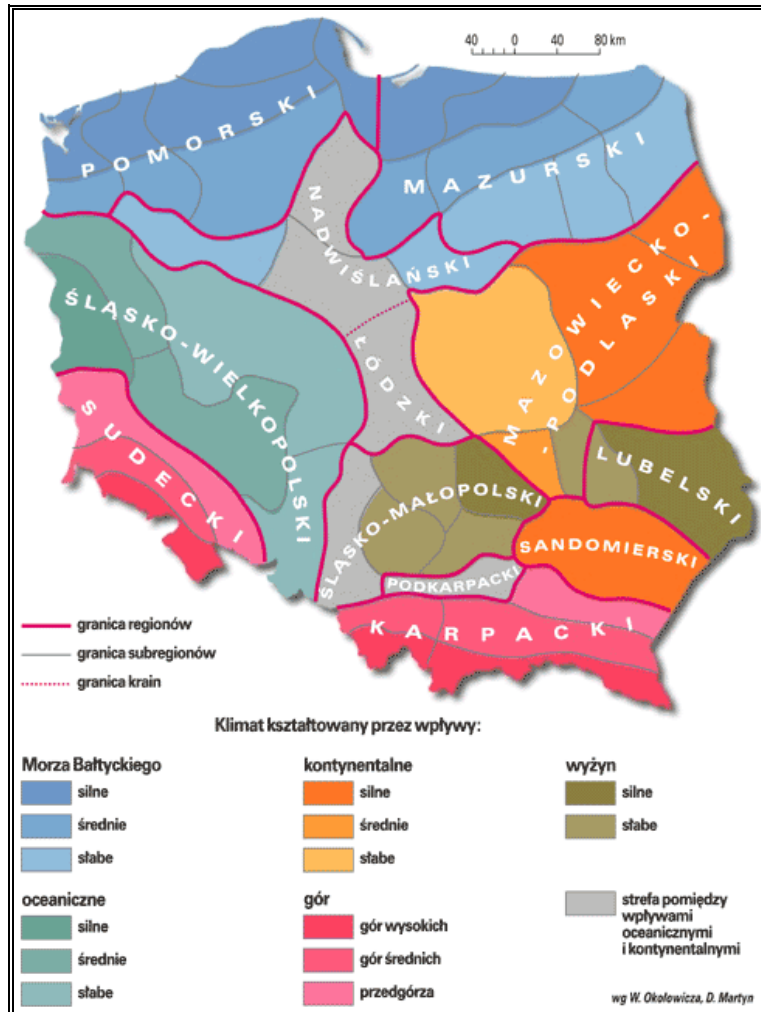 40 0 40 80 km
POMORSKI
MAZURSKI
NADWIŚLAŃSKI
MAZOWIECKO-
-PODLASKI
ŚLĄSKO-WIELKOPOLSKI
ŁÓDZKI
SUDECKI
LUBELSKI
ŚLĄSKO-MAŁOPOLSKI
SANDOMIERSKI
PODKARPACKI
KARPACKI
granica regionów
granica subregionów
granica krain
Klimat kształtowany przez wpływy:
Morza Bałtyckiego
silne
średnie
słabe
kontynentalne
silne
średnie
słabe
wyżyn
silne
słabe
oceaniczne
silne
średnie
słabe
gór
gór wysokich
gór średnich
przedgórza
strefa pomiędzy
wpływami
oceanicznymi
i kontynentalnymi
wg W. Okołowicza, D. Martyn